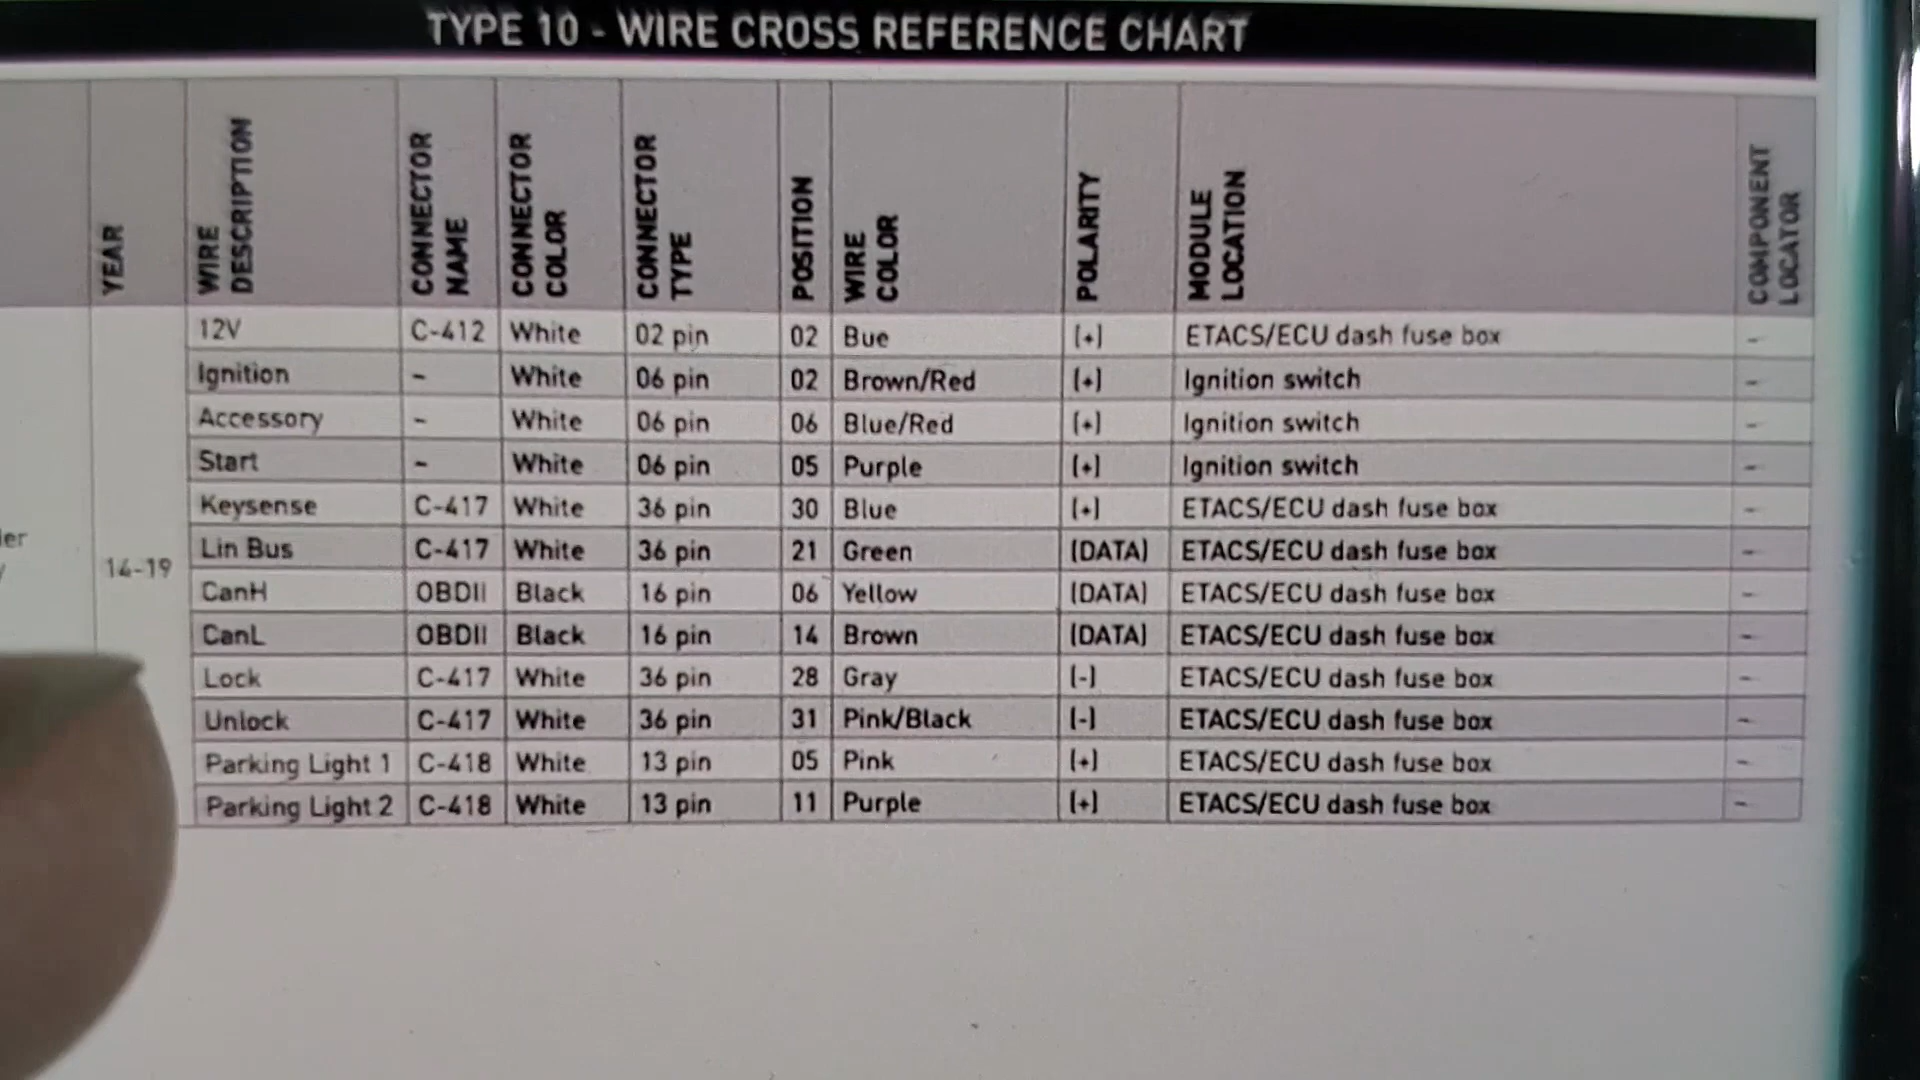 TYPE 10 - WIRE CROSS REFERENCE CHART
YEAR WIRE DESCRIPTION CONNECTOR NAME CONNECTOR COLOR CONNECTOR TYPE POSITION WIRE COLOR POLARITY MODULE LOCATION COMPONENT LOCATOR
12V C-412 White 02 pin 02 Bue (+) ETACS/ECU dash fuse box -
Ignition - White 06 pin 02 Brown/Red (+) Ignition switch -
Accessory - White 06 pin 06 Blue/Red (+) Ignition switch -
Start - White 06 pin 05 Purple (+) Ignition switch -
Keysense C-417 White 36 pin 30 Blue (+) ETACS/ECU dash fuse box -
14-19 Lin Bus C-417 White 36 pin 21 Green (DATA) ETACS/ECU dash fuse box -
CanH OBDII Black 16 pin 06 Yellow (DATA) ETACS/ECU dash fuse box -
CanL OBDII Black 16 pin 14 Brown (DATA) ETACS/ECU dash fuse box -
Lock C-417 White 36 pin 28 Gray (-) ETACS/ECU dash fuse box -
Unlock C-417 White 36 pin 31 Pink/Black (-) ETACS/ECU dash fuse box -
Parking Light 1 C-418 White 13 pin 05 Pink (+) ETACS/ECU dash fuse box -
Parking Light 2 C-418 White 13 pin 11 Purple (+) ETACS/ECU dash fuse box -